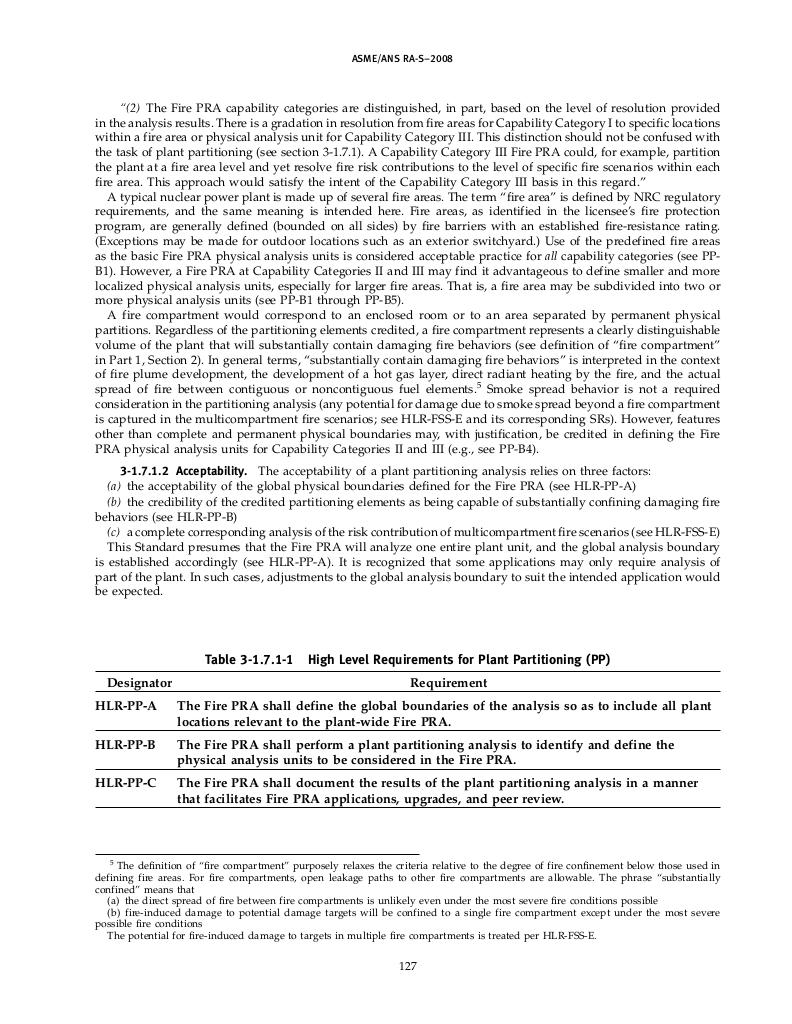 ASME/ANS RA-S–2008
“(2) The Fire PRA capability categories are distinguished, in part, based on the level of resolution provided
in the analysis results. There is a gradation in resolution from fire areas for Capability Category I to specific locations
within a fire area or physical analysis unit for Capability Category III. This distinction should not be confused with
the task of plant partitioning (see section 3-1.7.1). A Capability Category III Fire PRA could, for example, partition
the plant at a fire area level and yet resolve fire risk contributions to the level of specific fire scenarios within each
fire area. This approach would satisfy the intent of the Capability Category III basis in this regard.”
A typical nuclear power plant is made up of several fire areas. The term “fire area” is defined by NRC regulatory
requirements, and the same meaning is intended here. Fire areas, as identified in the licensee’s fire protection
program, are generally defined (bounded on all sides) by fire barriers with an established fire-resistance rating.
(Exceptions may be made for outdoor locations such as an exterior switchyard.) Use of the predefined fire areas
as the basic Fire PRA physical analysis units is considered acceptable practice for all capability categories (see PP-
B1). However, a Fire PRA at Capability Categories II and III may find it advantageous to define smaller and more
localized physical analysis units, especially for larger fire areas. That is, a fire area may be subdivided into two or
more physical analysis units (see PP-B1 through PP-B5).
A fire compartment would correspond to an enclosed room or to an area separated by permanent physical
partitions. Regardless of the partitioning elements credited, a fire compartment represents a clearly distinguishable
volume of the plant that will substantially contain damaging fire behaviors (see definition of “fire compartment”
in Part 1, Section 2). In general terms, “substantially contain damaging fire behaviors” is interpreted in the context
of fire plume development, the development of a hot gas layer, direct radiant heating by the fire, and the actual
spread of fire between contiguous or noncontiguous fuel elements.5 Smoke spread behavior is not a required
consideration in the partitioning analysis (any potential for damage due to smoke spread beyond a fire compartment
is captured in the multicompartment fire scenarios; see HLR-FSS-E and its corresponding SRs). However, features
other than complete and permanent physical boundaries may, with justification, be credited in defining the Fire
PRA physical analysis units for Capability Categories II and III (e.g., see PP-B4).
3-1.7.1.2 Acceptability. The acceptability of a plant partitioning analysis relies on three factors:
(a) the acceptability of the global physical boundaries defined for the Fire PRA (see HLR-PP-A)
(b) the credibility of the credited partitioning elements as being capable of substantially confining damaging fire
behaviors (see HLR-PP-B)
(c) a complete corresponding analysis of the risk contribution of multicompartment fire scenarios (see HLR-FSS-E)
This Standard presumes that the Fire PRA will analyze one entire plant unit, and the global analysis boundary
is established accordingly (see HLR-PP-A). It is recognized that some applications may only require analysis of
part of the plant. In such cases, adjustments to the global analysis boundary to suit the intended application would
be expected.
Table 3-1.7.1-1 High Level Requirements for Plant Partitioning (PP)
Designator Requirement
HLR-PP-A The Fire PRA shall define the global boundaries of the analysis so as to include all plant
locations relevant to the plant-wide Fire PRA.
HLR-PP-B The Fire PRA shall perform a plant partitioning analysis to identify and define the
physical analysis units to be considered in the Fire PRA.
HLR-PP-C The Fire PRA shall document the results of the plant partitioning analysis in a manner
that facilitates Fire PRA applications, upgrades, and peer review.
5 The definition of “fire compartment” purposely relaxes the criteria relative to the degree of fire confinement below those used in
defining fire areas. For fire compartments, open leakage paths to other fire compartments are allowable. The phrase “substantially
confined” means that
(a) the direct spread of fire between fire compartments is unlikely even under the most severe fire conditions possible
(b) fire-induced damage to potential damage targets will be confined to a single fire compartment except under the most severe
possible fire conditions
The potential for fire-induced damage to targets in multiple fire compartments is treated per HLR-FSS-E.
127